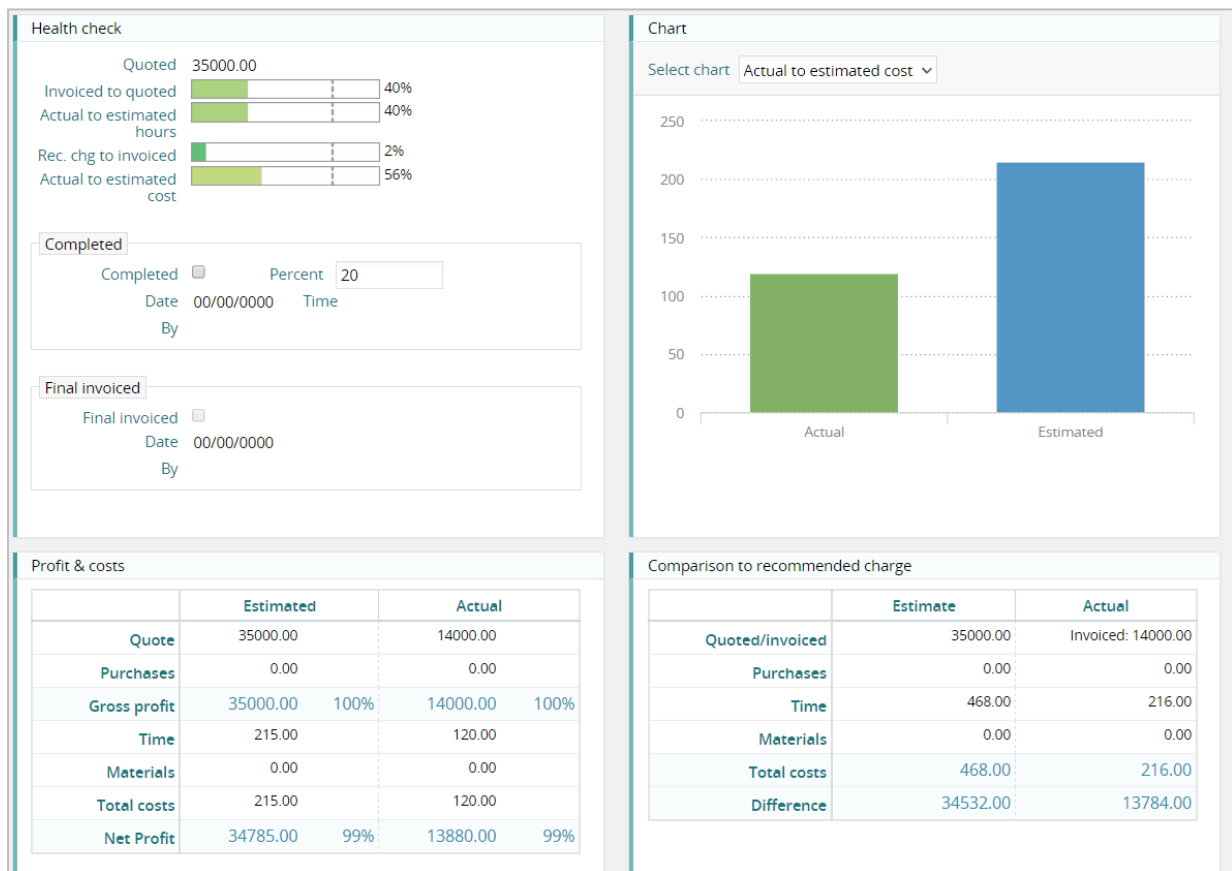 Health check
Quoted 35000.00
Invoiced to quoted 40%
Actual to estimated hours 40%
Rec. chg to invoiced 2%
Actual to estimated cost 56%
Completed
Completed Percent 20
Date 00/00/0000 Time
By
Final invoiced
Final invoiced
Date 00/00/0000
By
Chart
Select chart Actual to estimated cost
250
200
150
100
50
0
Actual Estimated
Profit & costs
Estimated Actual
Quote 35000.00 14000.00
Purchases 0.00 0.00
Gross profit 35000.00 100% 14000.00 100%
Time 215.00 120.00
Materials 0.00 0.00
Total costs 215.00 120.00
Net Profit 34785.00 99% 13880.00 99%
Comparison to recommended charge
Estimate Actual
Quoted/invoiced 35000.00 Invoiced: 14000.00
Purchases 0.00 0.00
Time 468.00 216.00
Materials 0.00 0.00
Total costs 468.00 216.00
Difference 34532.00 13784.00